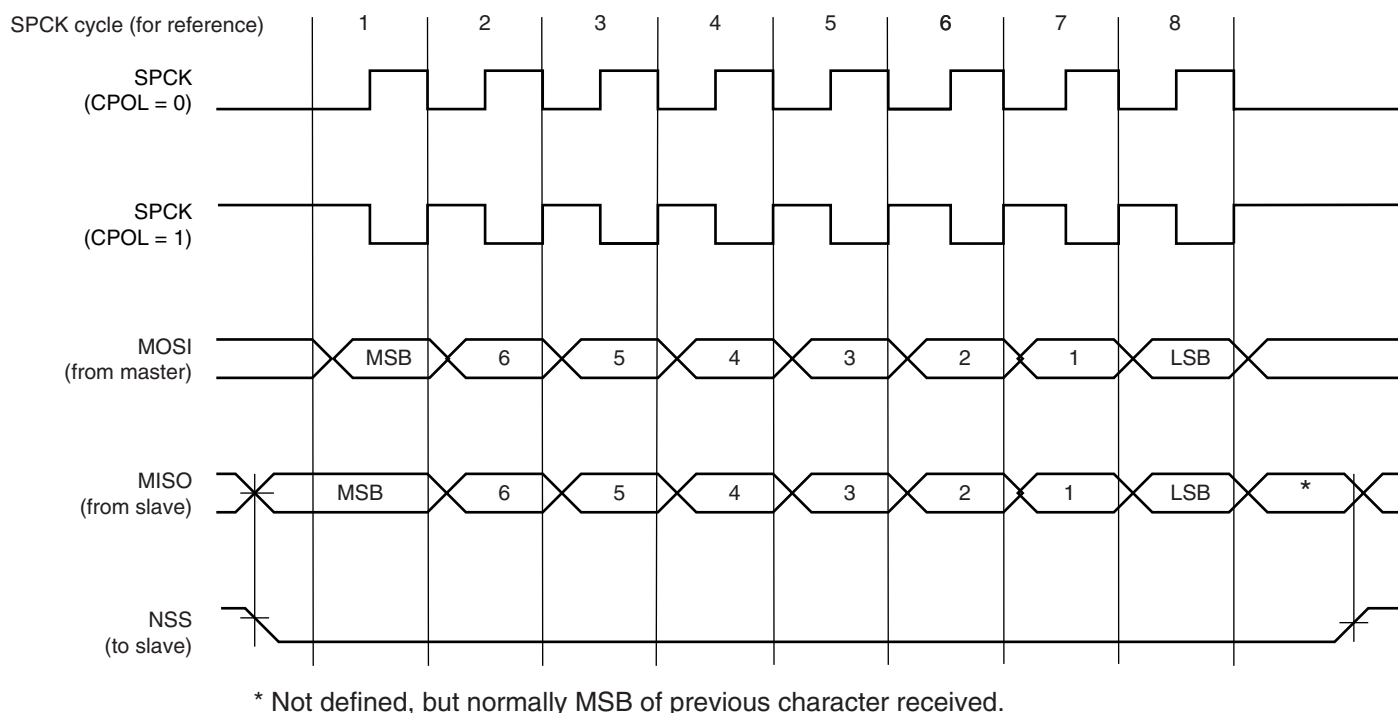 SPCK cycle (for reference) 1 2 3 4 5 6 7 8
SPCK
(CPOL = 0)
SPCK
(CPOL = 1)
MOSI
(from master)
MSB 6 5 4 3 2 1 LSB
MISO
(from slave)
MSB 6 5 4 3 2 1 LSB *
NSS
(to slave)
* Not defined, but normally MSB of previous character received.